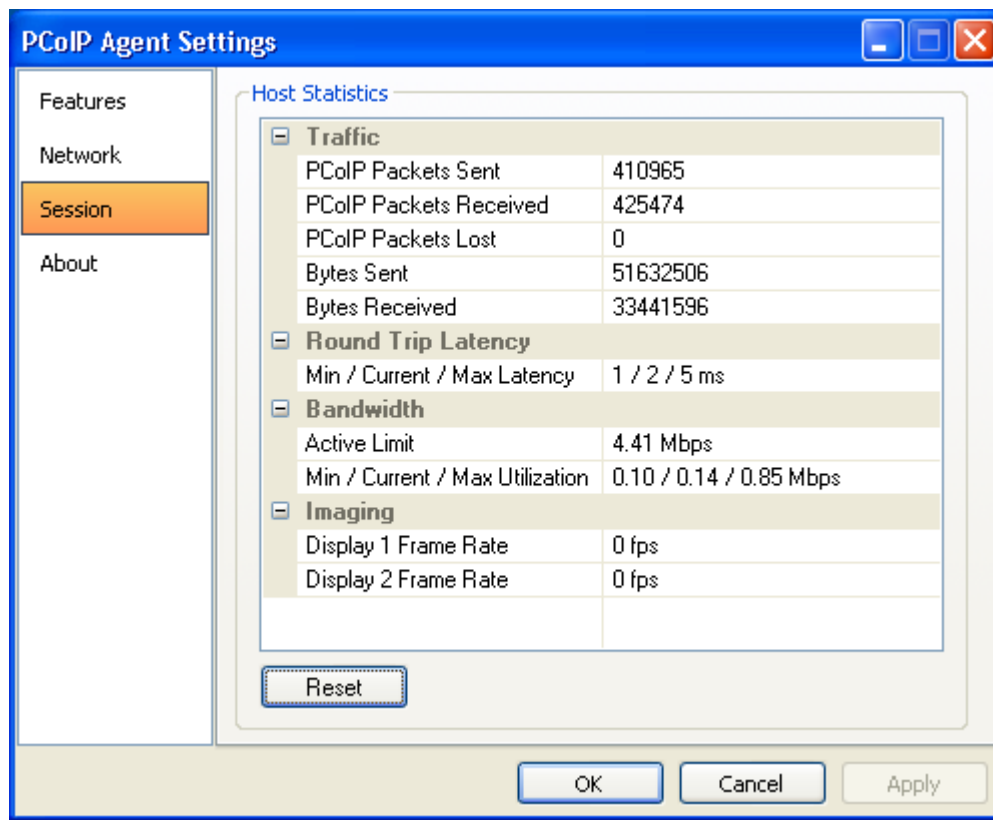 PCoIP Agent Settings
Features
Network
Session
About
Host Statistics
Traffic
PCoIP Packets Sent 410965
PCoIP Packets Received 425474
PCoIP Packets Lost 0
Bytes Sent 51632506
Bytes Received 33441596
Round Trip Latency
Min / Current / Max Latency 1 / 2 / 5 ms
Bandwidth
Active Limit 4.41 Mbps
Min / Current / Max Utilization 0.10 / 0.14 / 0.85 Mbps
Imaging
Display 1 Frame Rate 0 fps
Display 2 Frame Rate 0 fps
Reset
OK Cancel Apply